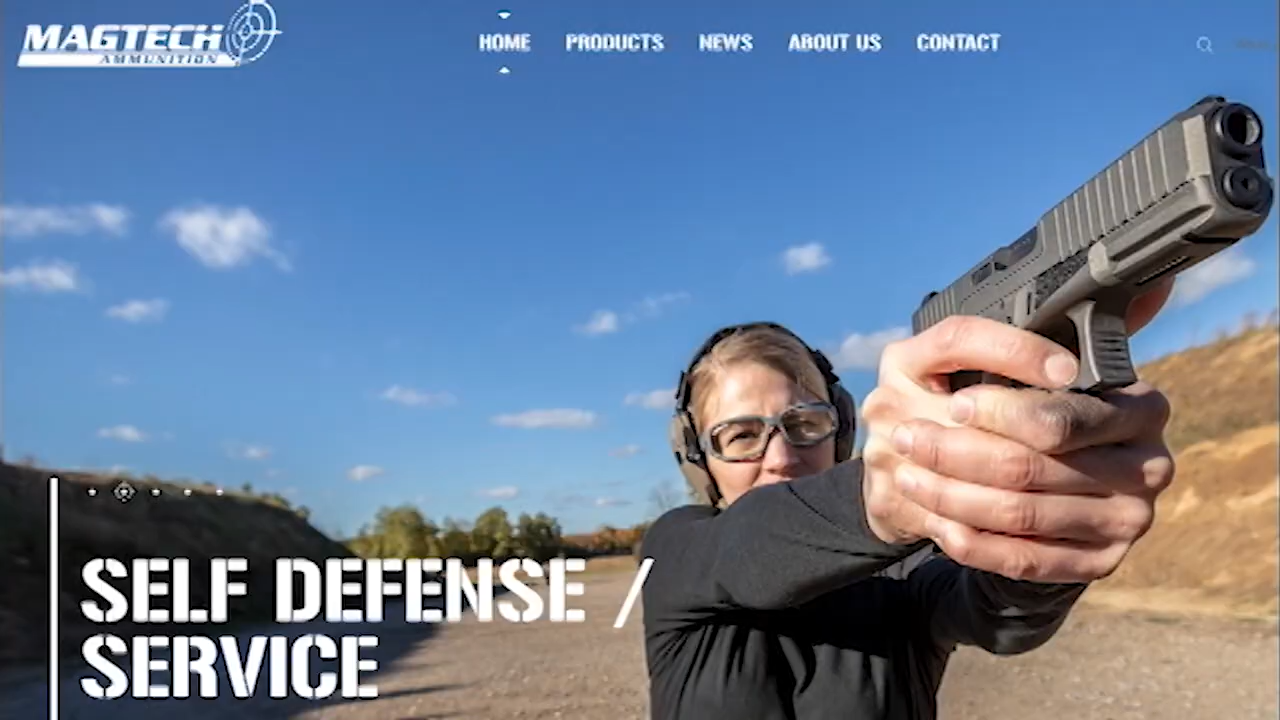 MAGTECH
AMMUNITION
HOME PRODUCTS NEWS ABOUT US CONTACT
SELF DEFENSE /
SERVICE